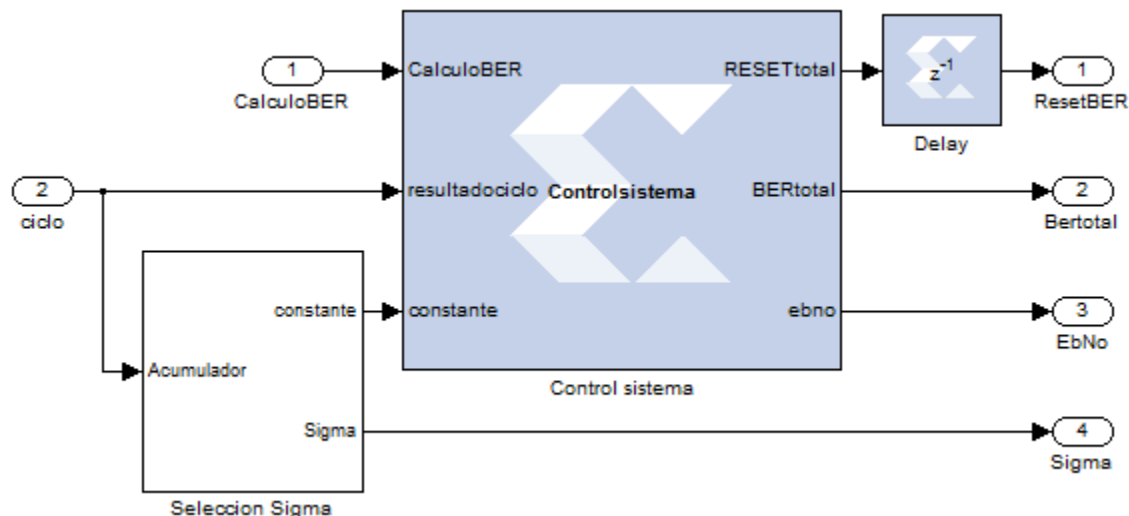 1
CalculoBER
2
ciclo
CalculoBER
resultadociclo
constante
Controlsistema
RESETtotal
BERtotal
ebno
Control sistema
z-1
Delay
1
ResetBER
2
Bertotal
3
EbNo
Acumulador
constante
Sigma
Seleccion Sigma
4
Sigma